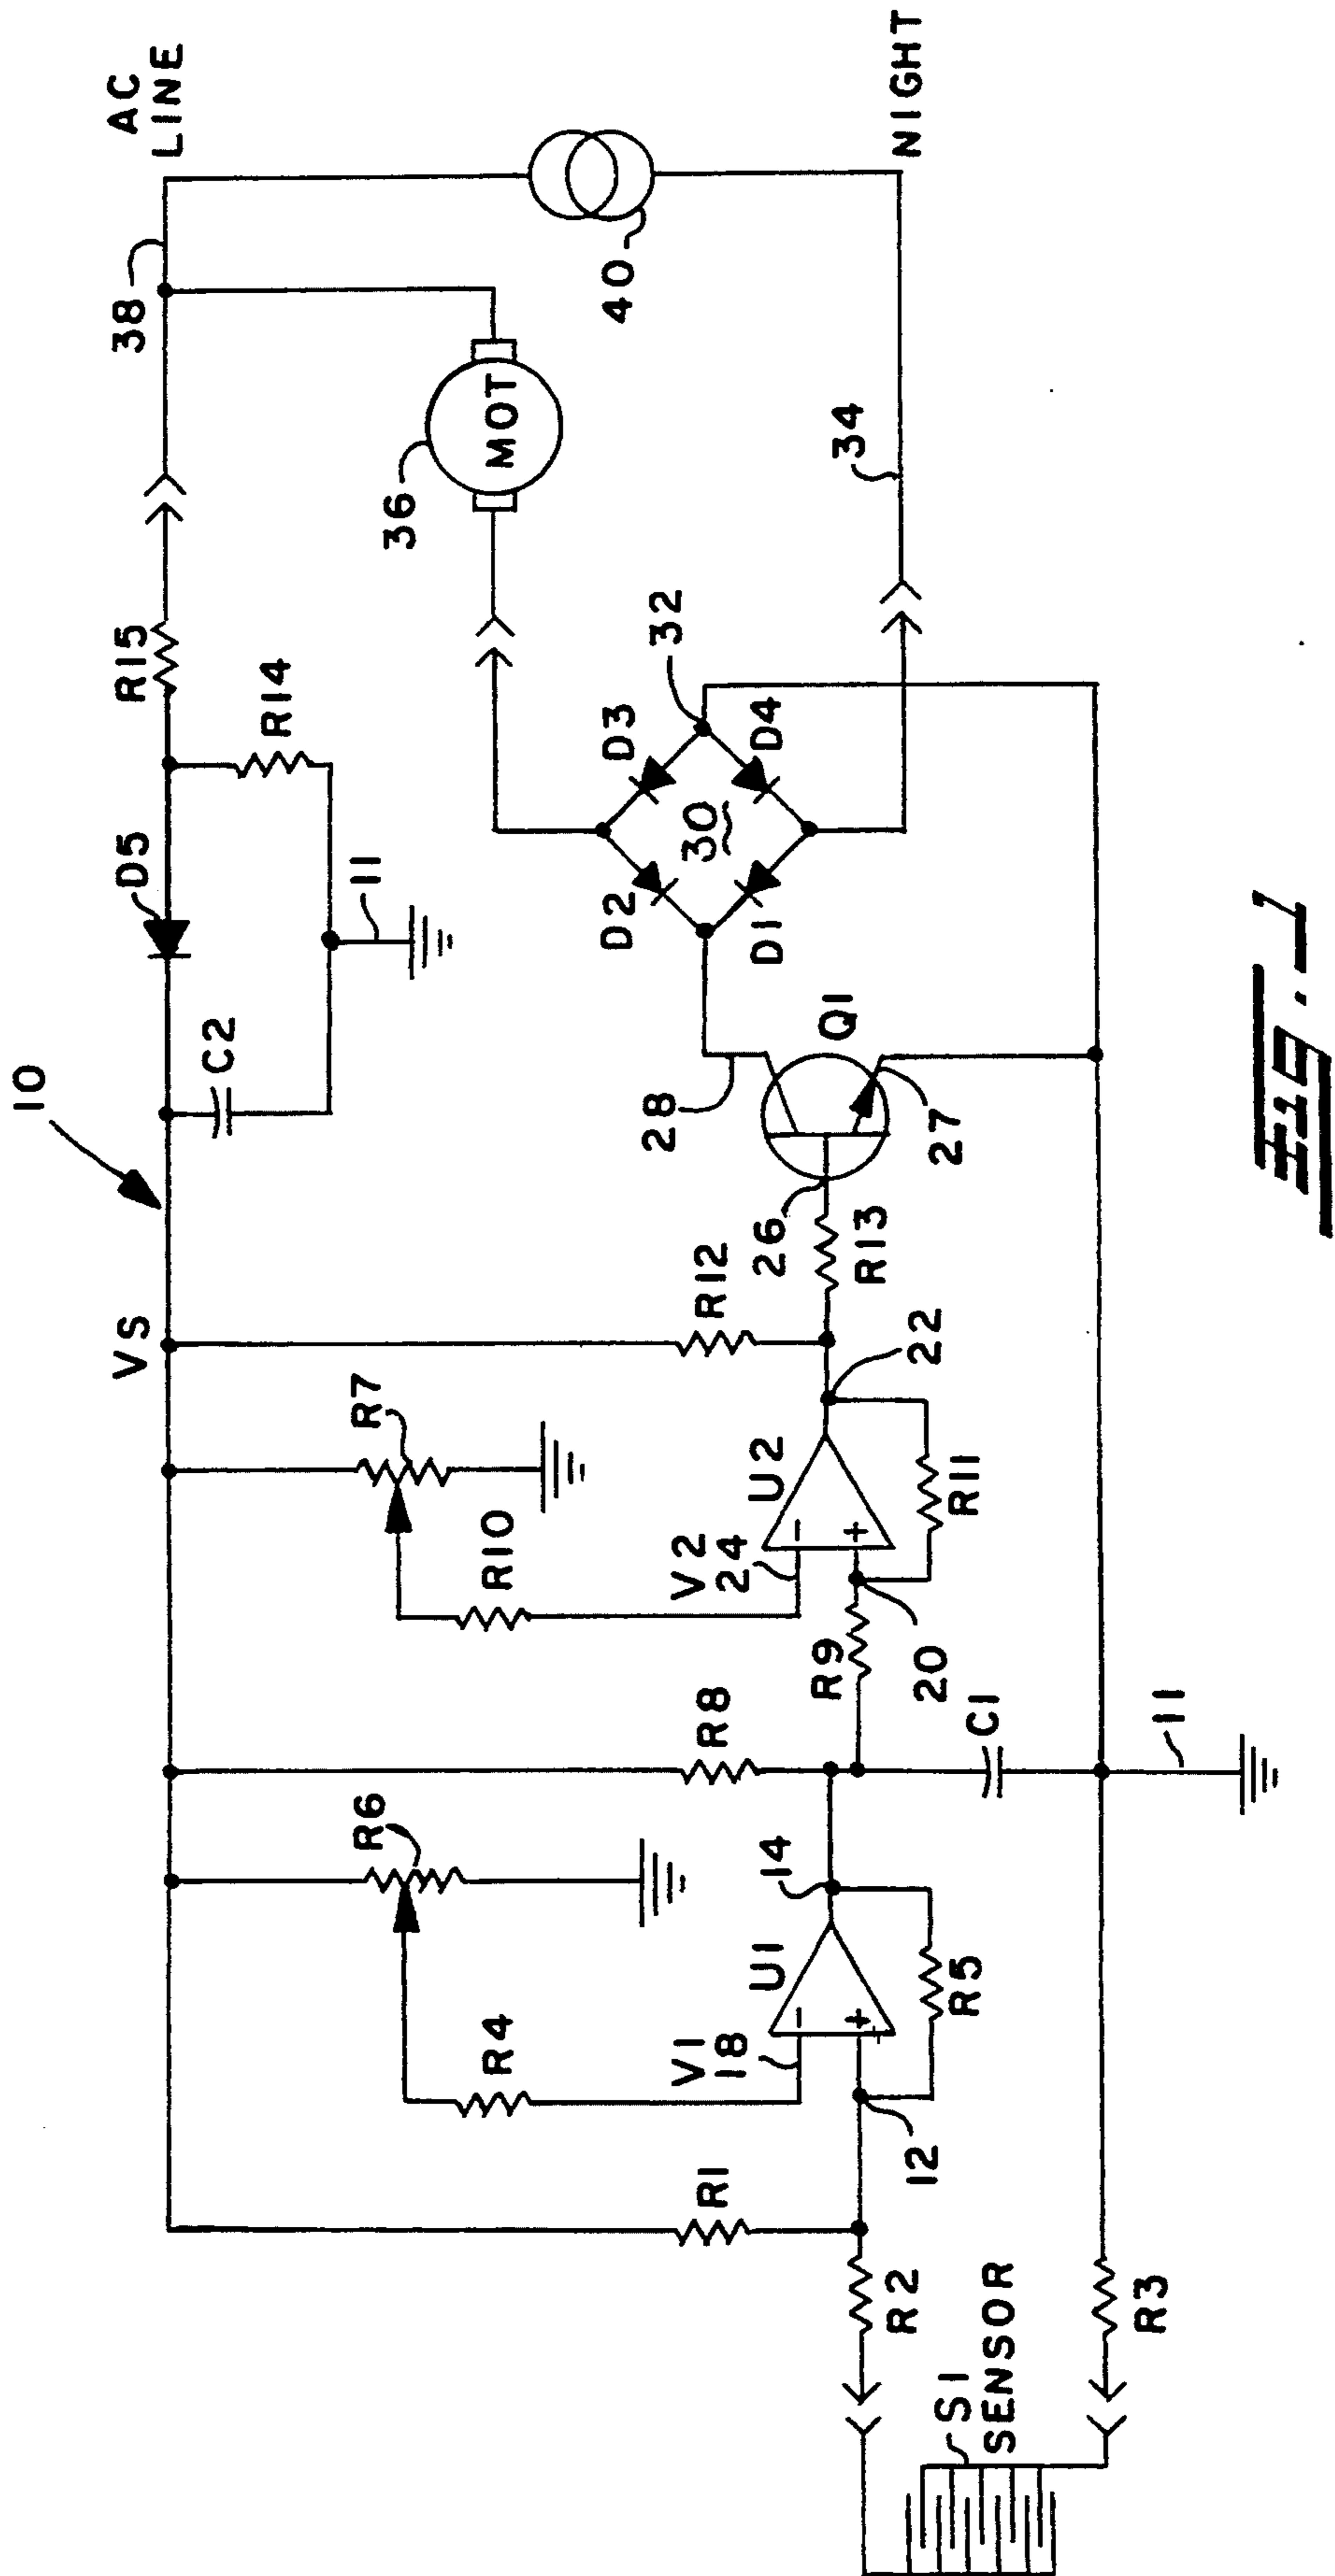 10
AC
LINE
VS
D5
R15
38
C2
11
R14
R6
R7
36
MOT
40
R4
R10
R1
R8
R12
28
D2
D3
30
32
V1
18
U1
14
V2
24
U2
26
Q1
D1
D4
34
NIGHT
12
R2
R5
R9
20
R11
22
R13
27
S1
SENSOR
R3
C1
11
FIG. 1